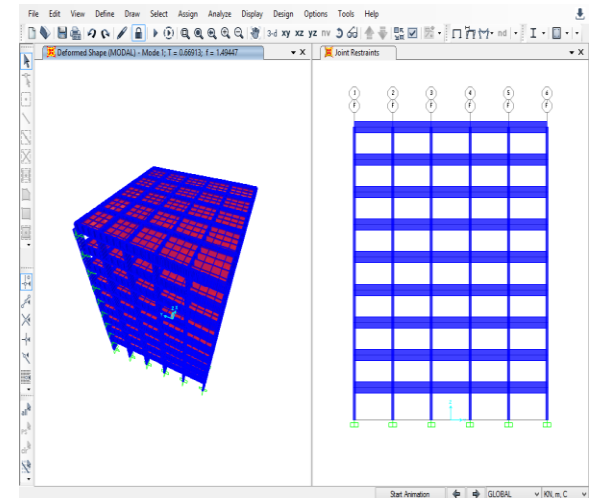 File Edit View Define Draw Select Assign Analyze Display Design Options Tools Help
3-d xy xz yz nv nd
Deformed Shape (MODAL) - Mode 1; T = 0.66913; f = 1.49447
Joint Restraints
1 2 3 4 5 6
F F F F F F
Start Animation GLOBAL KN, m, C